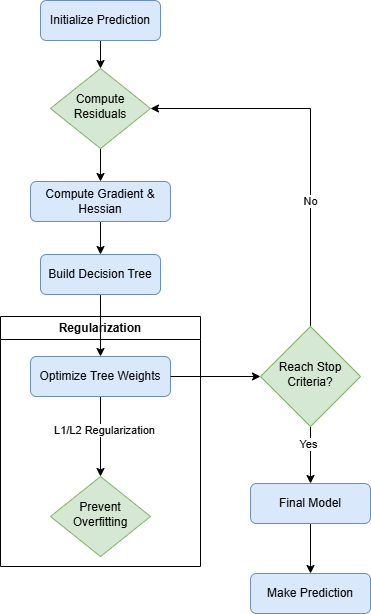 Initialize Prediction
Compute
Residuals
Compute Gradient &
Hessian
No
Build Decision Tree
Regularization
Optimize Tree Weights
Reach Stop
Criteria?
L1/L2 Regularization
Yes
Prevent
Overfitting
Final Model
Make Prediction